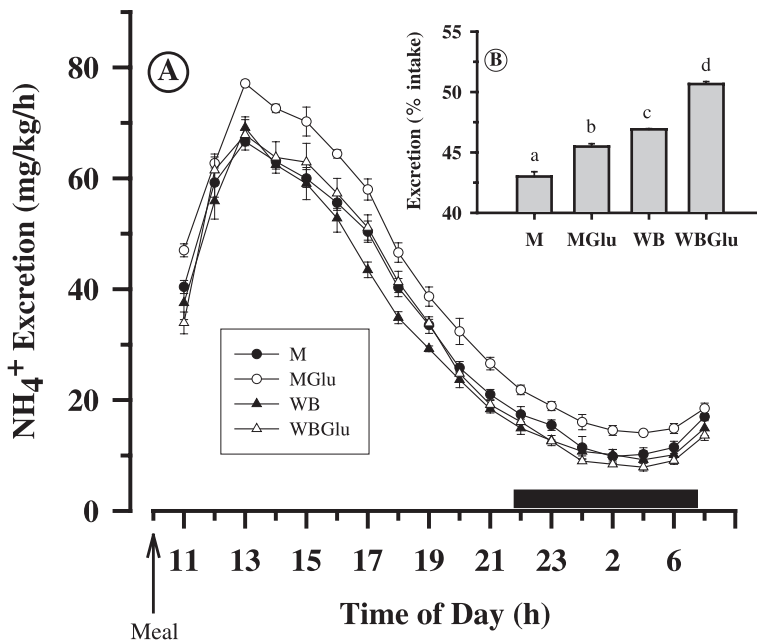 A
NH4+ Excretion (mg/kg/h)
80
60
40
20
0
M
MGlu
WB
WBGlu
11 13 15 17 19 21 23 2 6
Time of Day (h)
Meal
B
Excretion (% intake)
55
50
45
40
a
b
c
d
M MGlu WB WBGlu